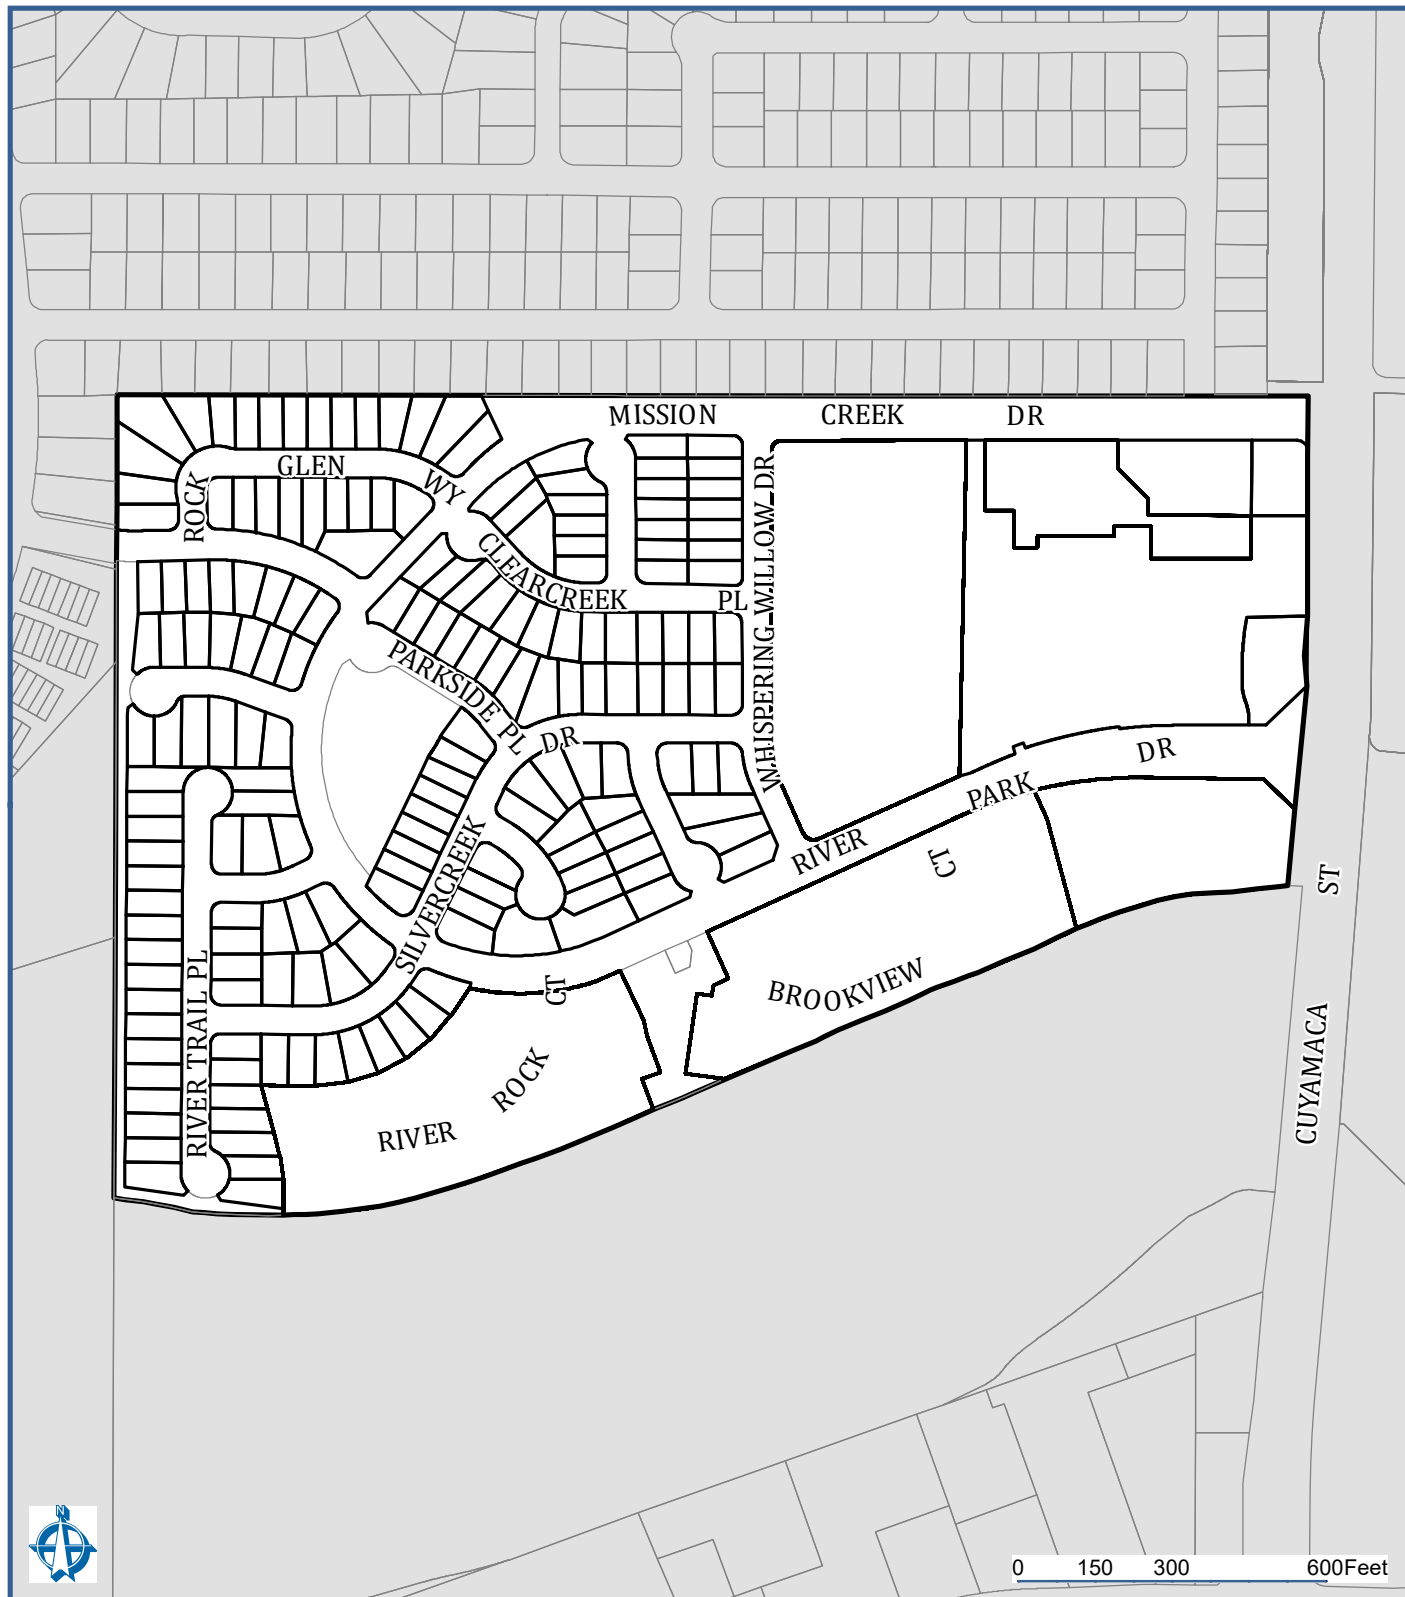 MISSION CREEK DR
ROCK GLEN WY
CLEARCREEK PL
WHISPERING WILLOW DR
PARKSIDE PL
SILVERCREEK DR
RIVER PARK DR
BROOKVIEW CT
RIVER ROCK CT
RIVER TRAIL PL
CUYAMACA ST
N
0 150 300 600Feet